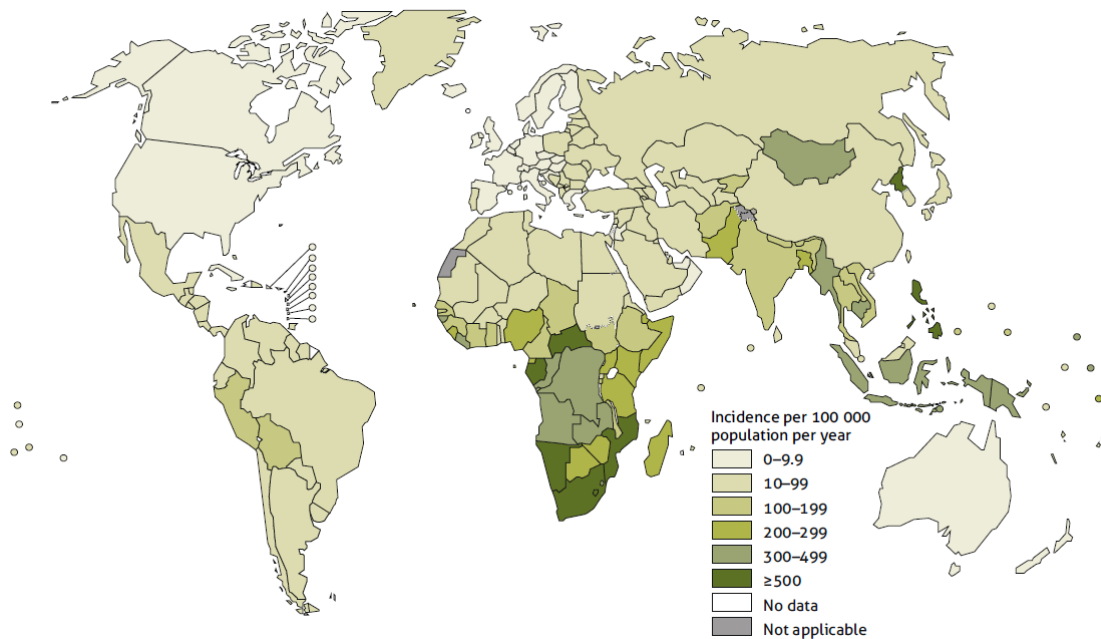 Incidence per 100 000
population per year
0–9.9
10–99
100–199
200–299
300–499
≥500
No data
Not applicable